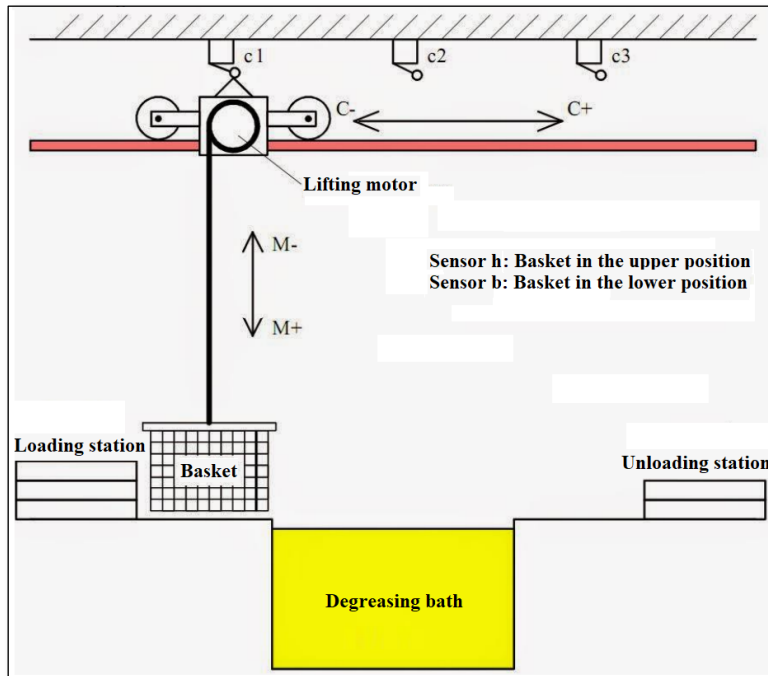 c1
c2
c3
C-
C+
Lifting motor
M-
Sensor h: Basket in the upper position
Sensor b: Basket in the lower position
M+
Loading station
Basket
Unloading station
Degreasing bath